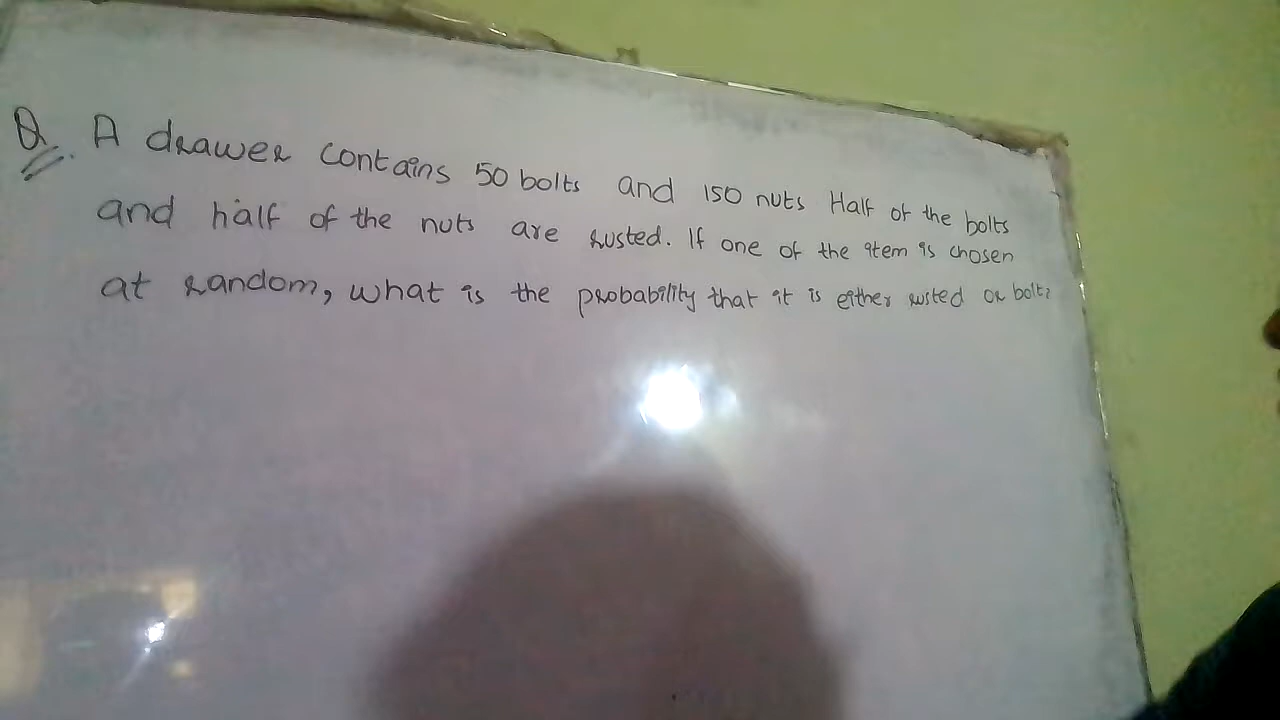 Q. A drawer contains 50 bolts and 150 nuts Half of the bolts
and half of the nuts are rusted. If one of the item is chosen
at random, what is the probability that it is either rusted or bolt?